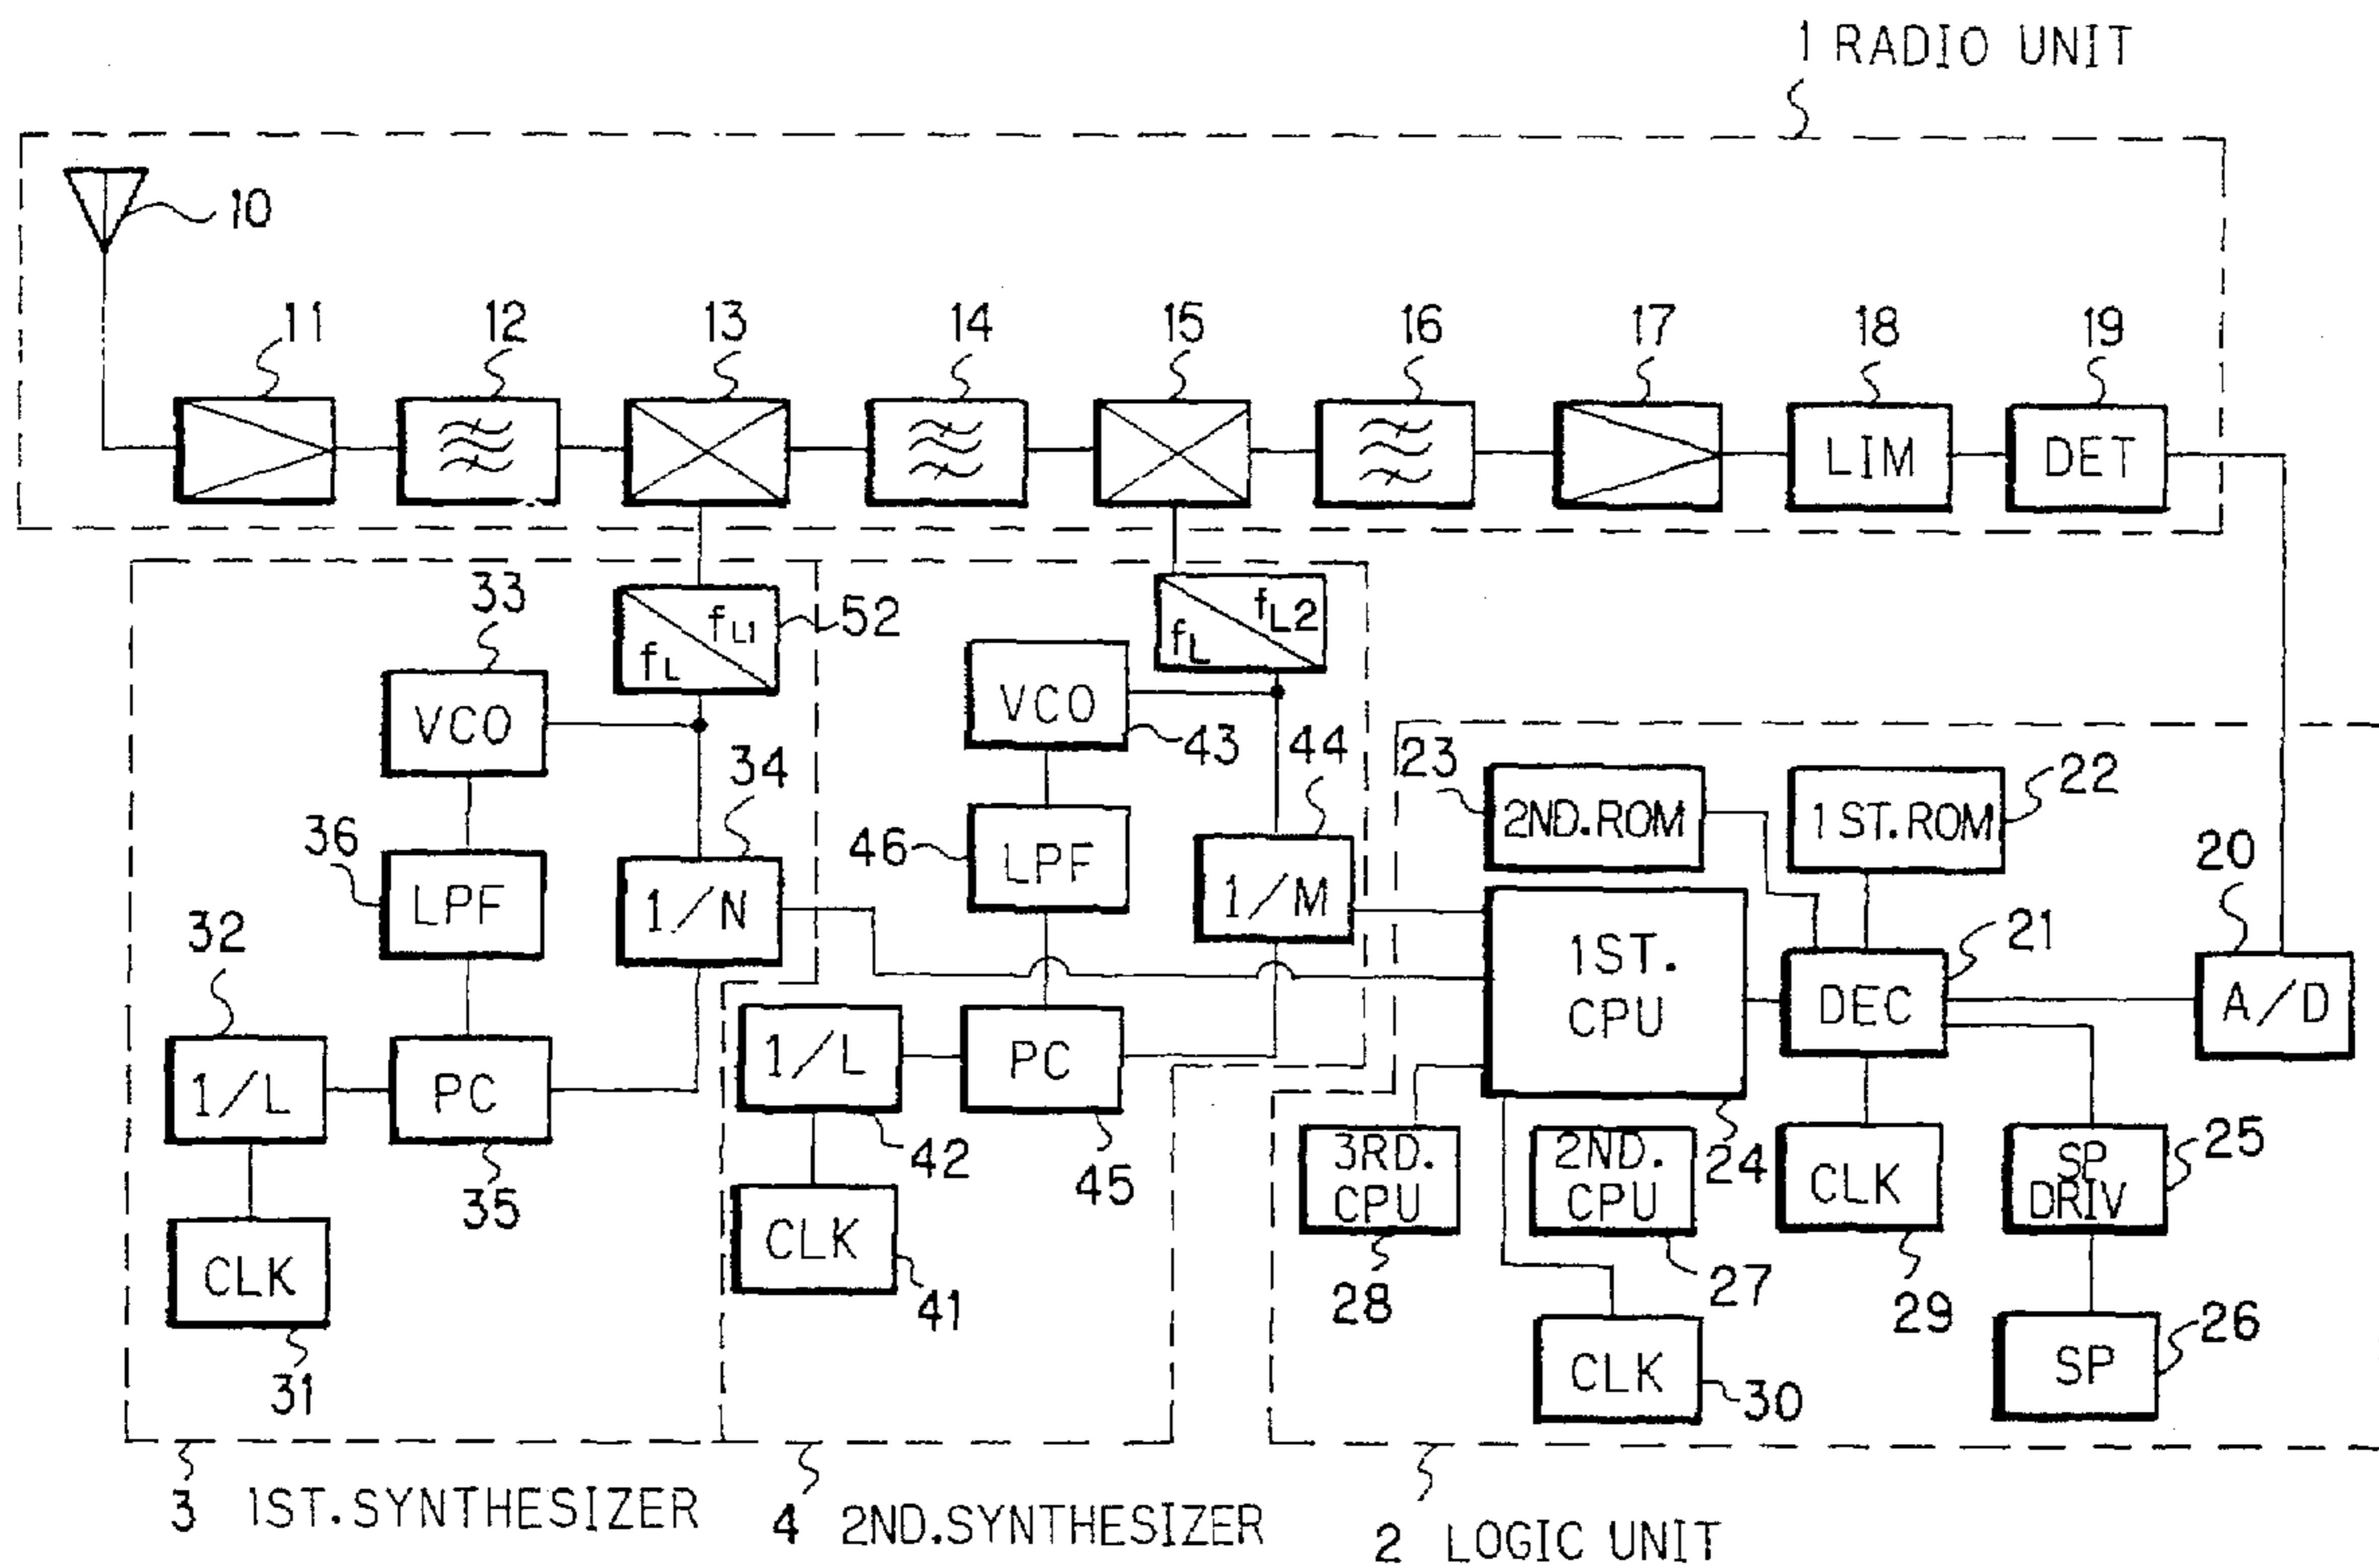 1 RADIO UNIT
10
11
12
13
14
15
16
17
18
19
LIM
DET
33
fL1
fL
52
fL2
fL
VCO
VCO
43
44
34
23
2ND.ROM
1ST.ROM
22
36
LPF
46
LPF
20
1/N
1/M
32
1ST.
CPU
21
DEC
A/D
1/L
PC
1/L
PC
35
42
45
3RD.
CPU
2ND.
CPU
24
CLK
SP
DRIV
25
CLK
CLK
41
28
27
29
31
CLK
30
SP
26
3 1ST.SYNTHESIZER
4 2ND.SYNTHESIZER
2 LOGIC UNIT